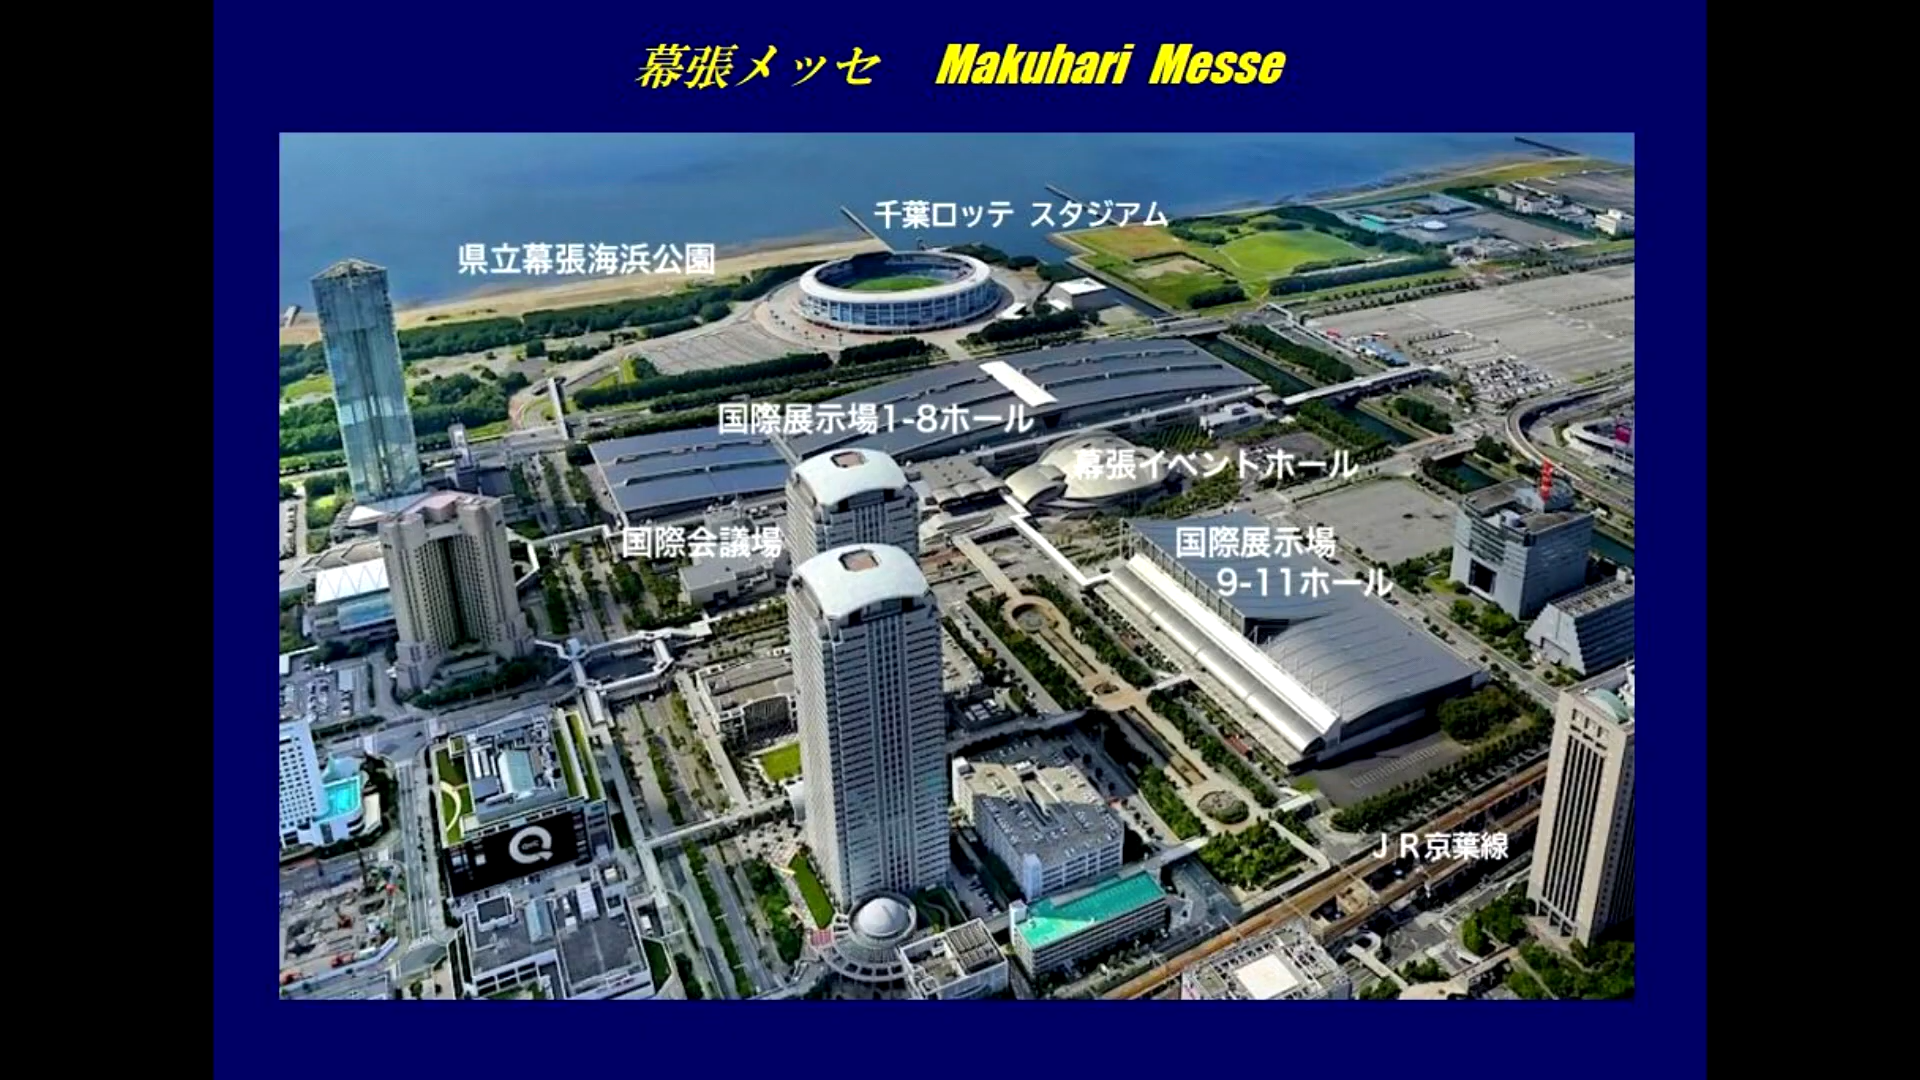 幕張メッセ Makuhari Messe
千葉ロッテ スタジアム
県立幕張海浜公園
国際展示場1-8ホール
幕張イベントホール
国際会議場
国際展示場
9-11ホール
ＪＲ京葉線